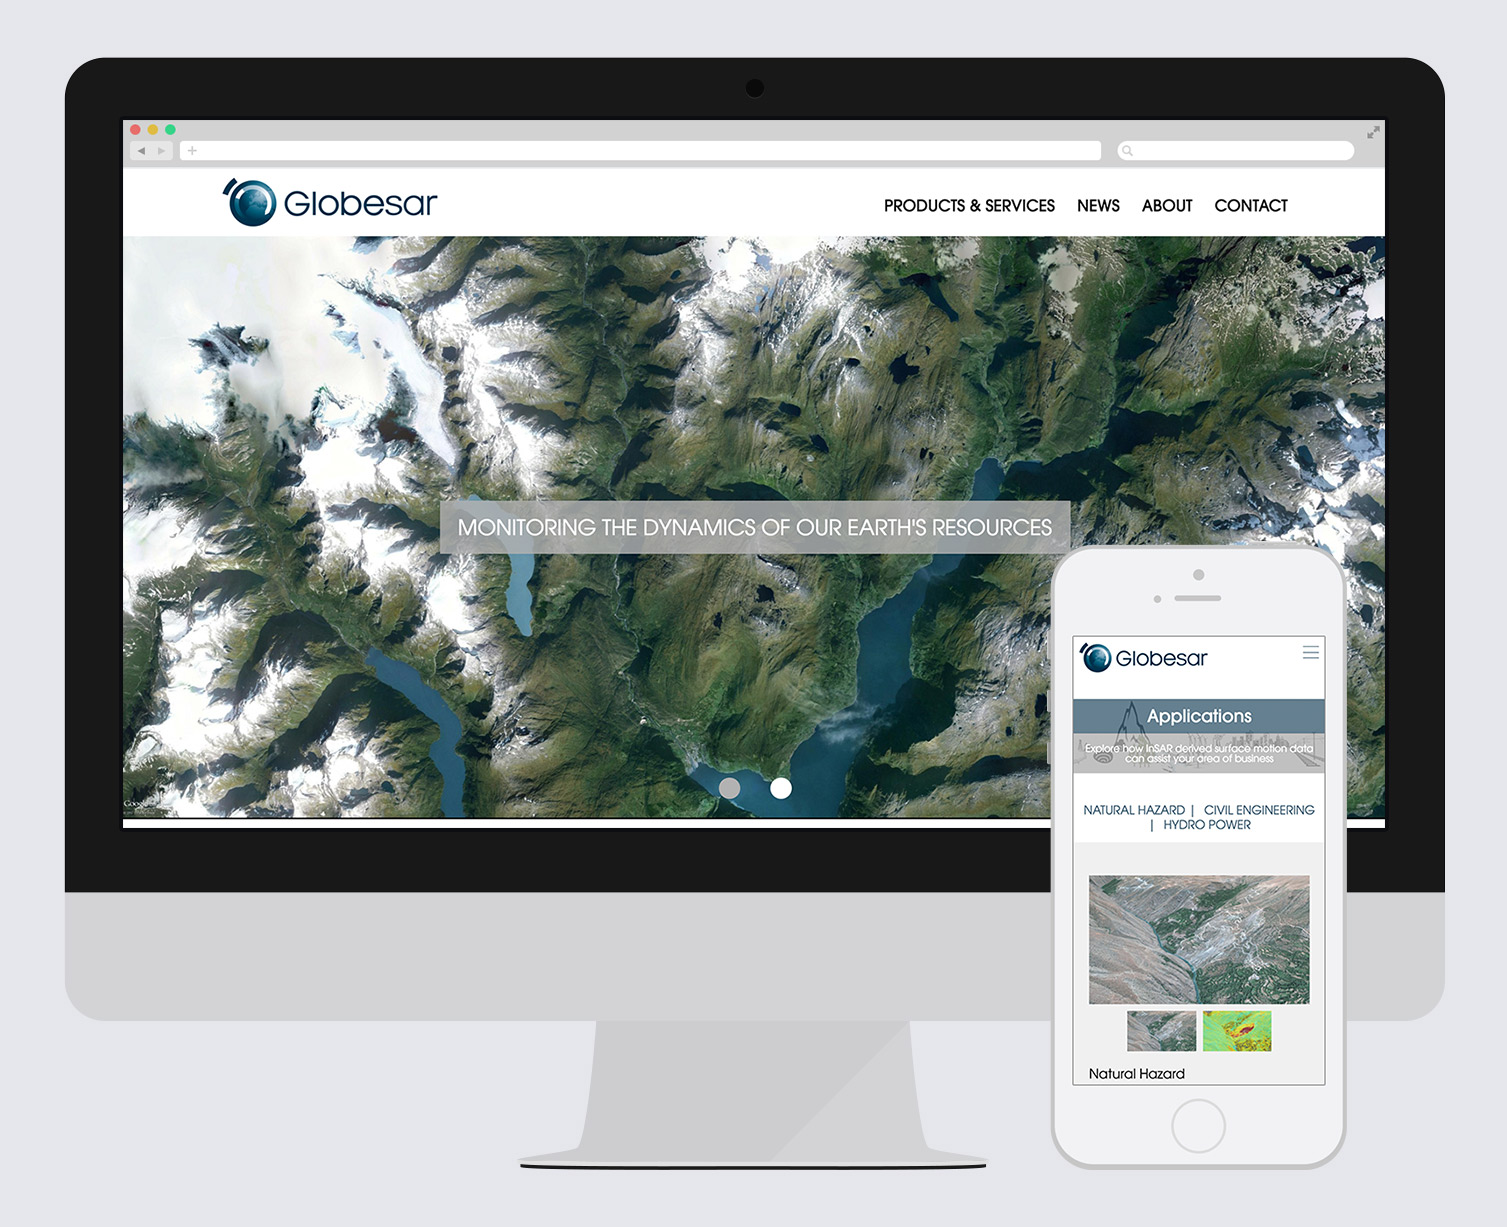 Globesar
PRODUCTS & SERVICES NEWS ABOUT CONTACT
MONITORING THE DYNAMICS OF OUR EARTH'S RESOURCES
Google
Globesar
Applications
Explore how InSAR derived surface motion data
can assist your area of business
NATURAL HAZARD | CIVIL ENGINEERING
| HYDRO POWER
Natural Hazard